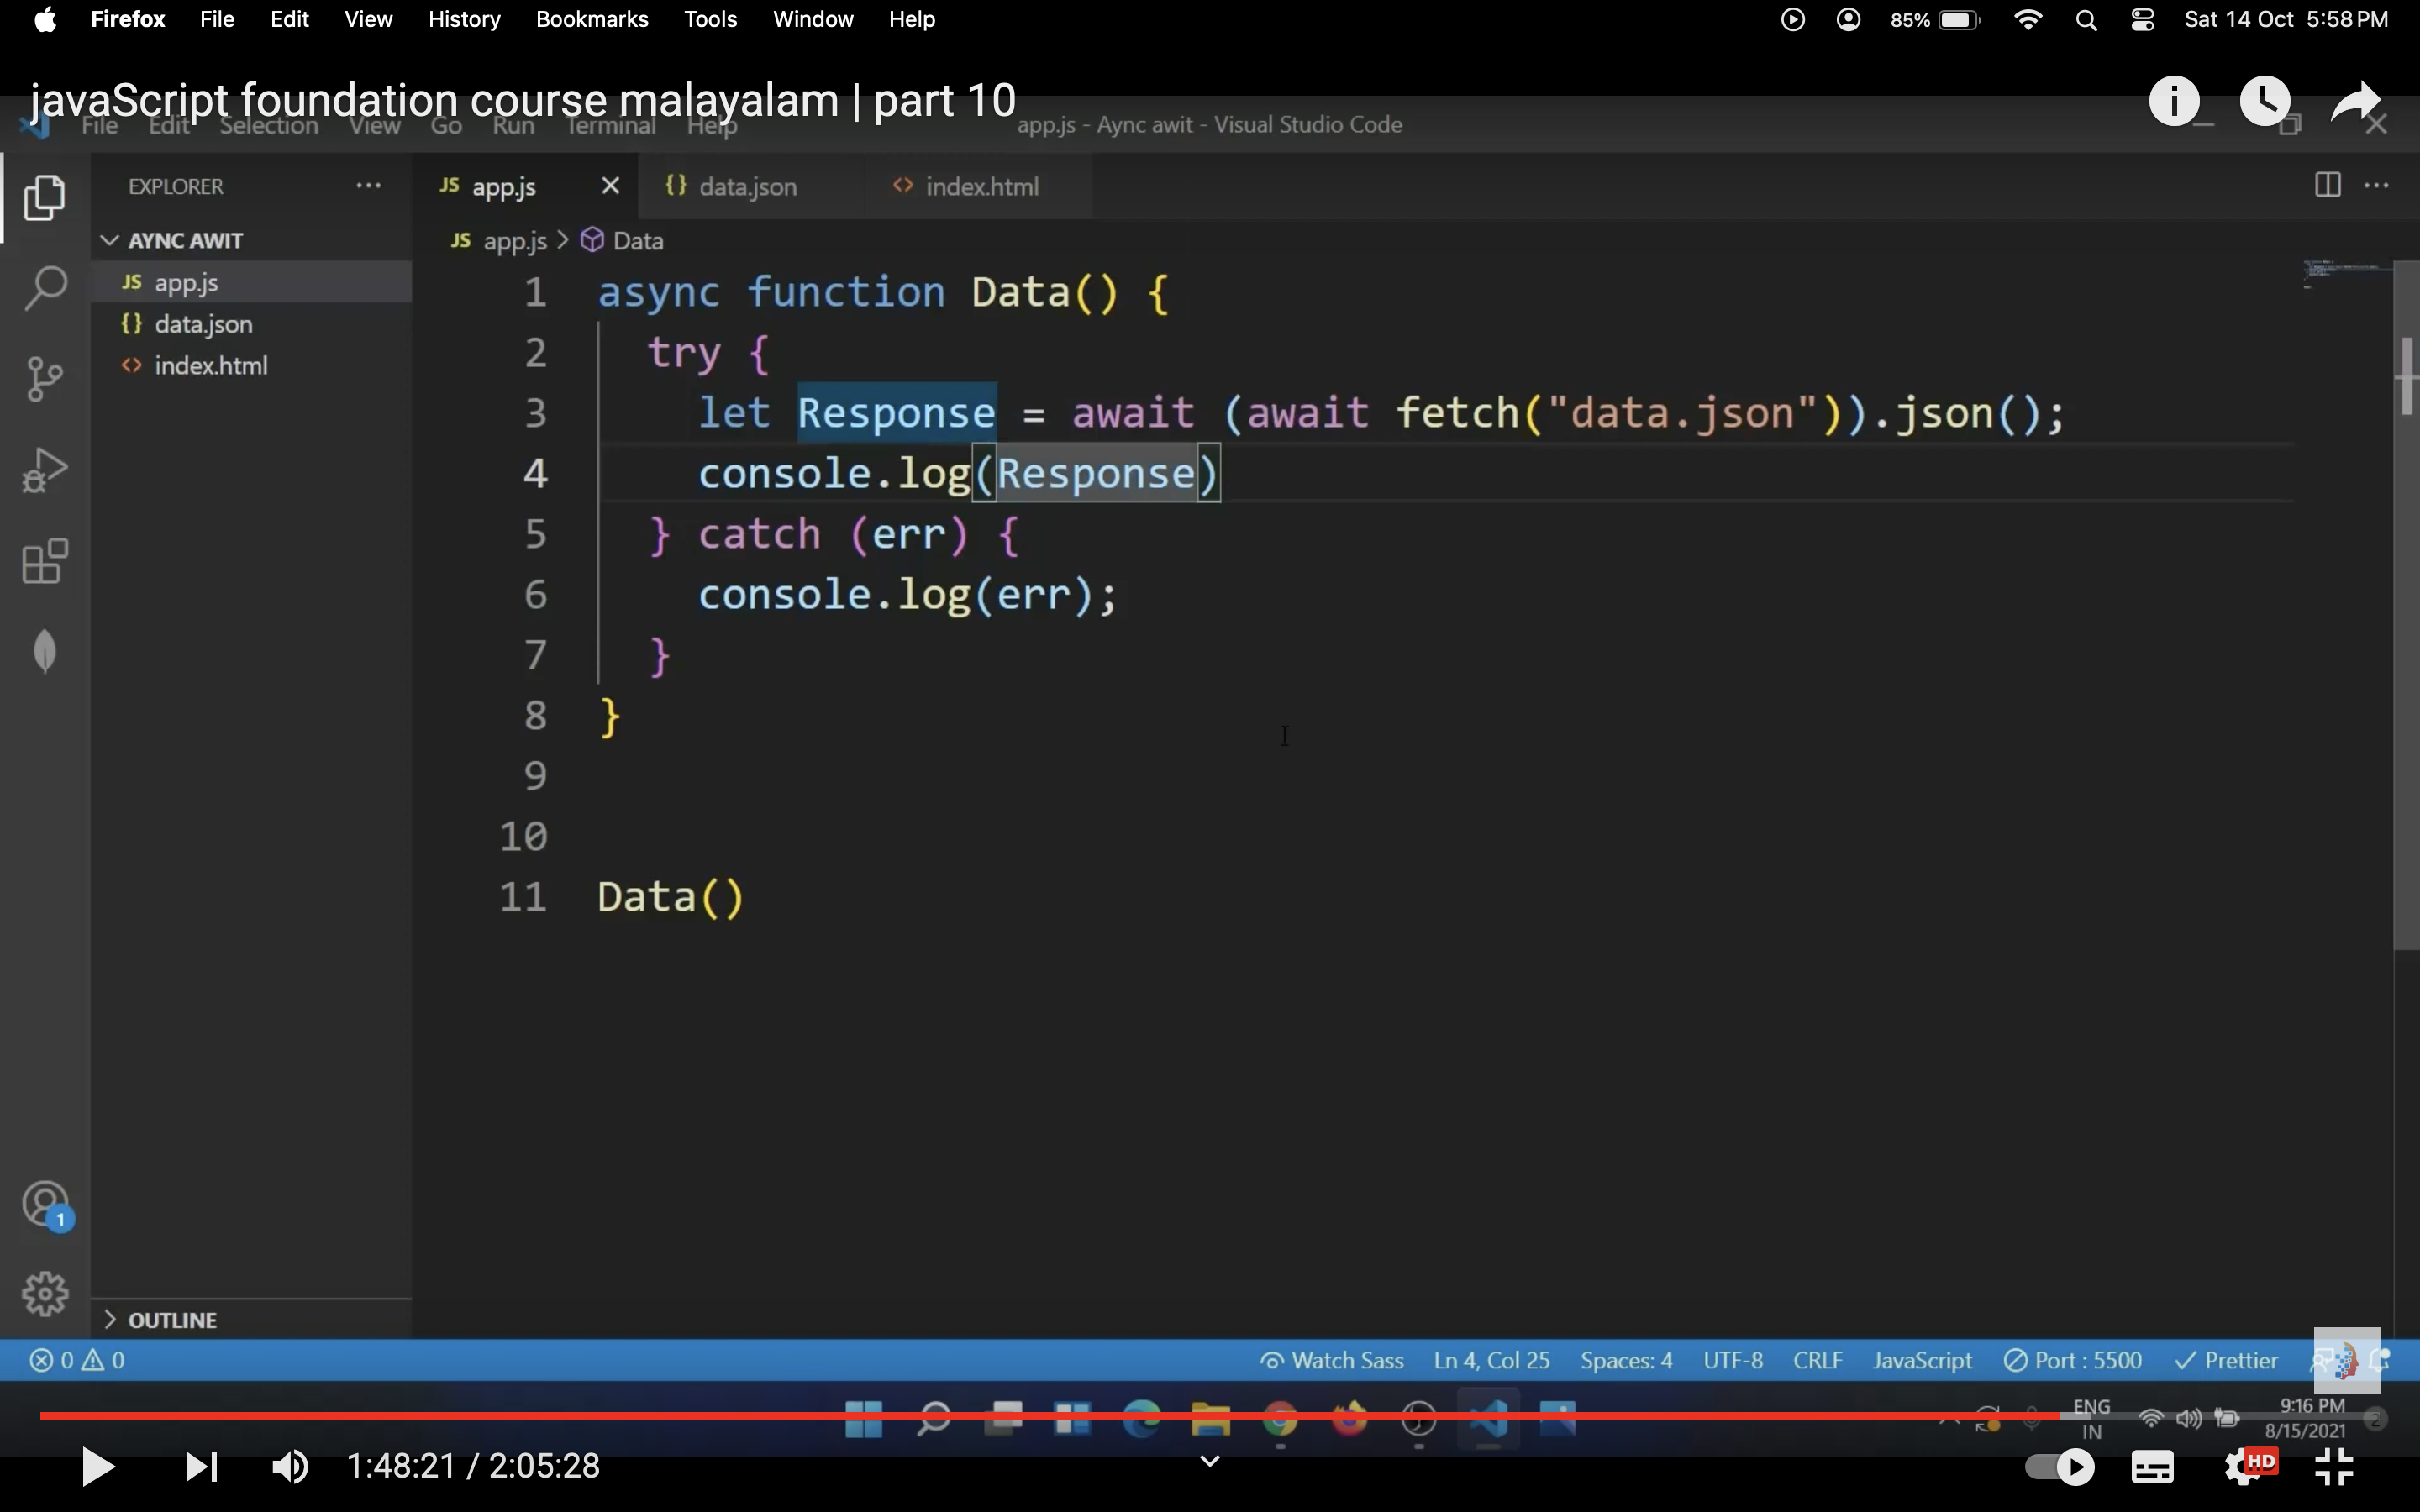 Firefox File Edit View History Bookmarks Tools Window Help 85% Sat 14 Oct 5:58 PM
javaScript foundation course malayalam | part 10
File Edit Selection View Go Run Terminal Help app.js - Aync awit - Visual Studio Code
EXPLORER ··· JS app.js {} data.json <> index.html ···
AYNC AWIT JS app.js > Data
JS app.js
{} data.json
<> index.html
1 async function Data() {
2 try {
3 let Response = await (await fetch("data.json")).json();
4 console.log(Response)
5 } catch (err) {
6 console.log(err);
7 }
8 }
9
10
11 Data()
1
OUTLINE
0 0 Watch Sass Ln 4, Col 25 Spaces: 4 UTF-8 CRLF JavaScript Port : 5500 Prettier
ENG 9:16 PM
IN 8/15/2021 2
1:48:21 / 2:05:28 HD